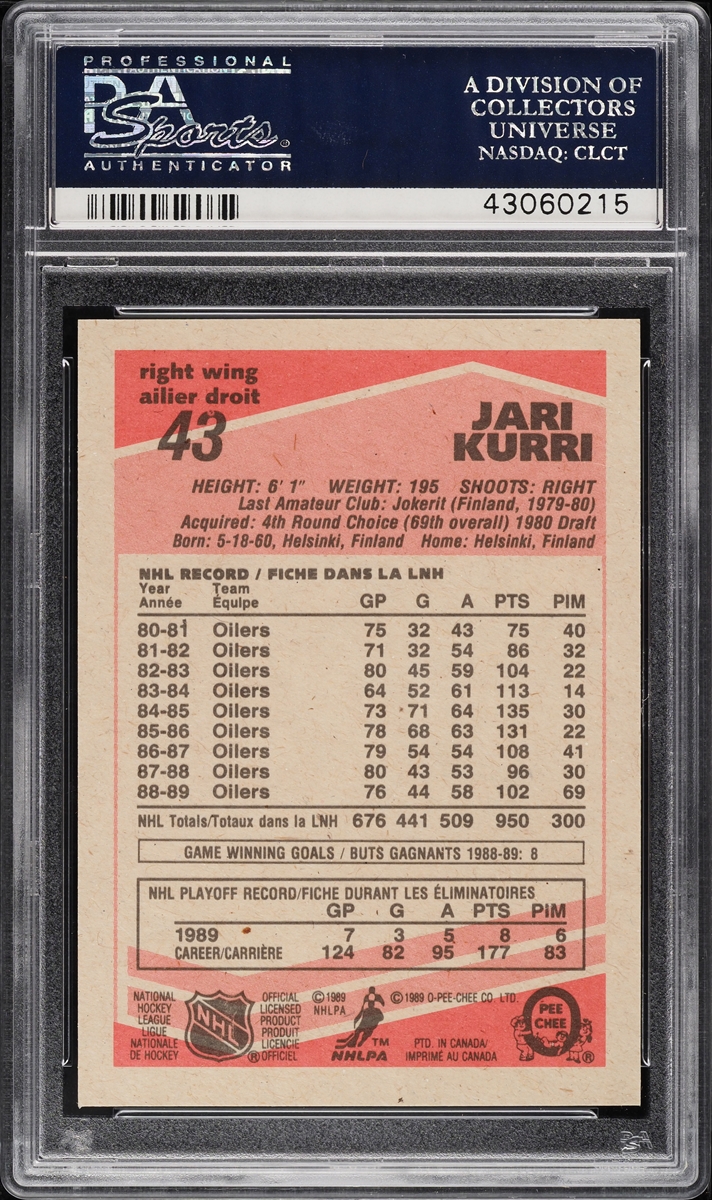 PROFESSIONAL
PSA
Sports
AUTHENTICATOR
A DIVISION OF
COLLECTORS
UNIVERSE
NASDAQ: CLCT
43060215
right wing
ailier droit
43
JARI
KURRI
HEIGHT: 6' 1" WEIGHT: 195 SHOOTS: RIGHT
Last Amateur Club: Jokerit (Finland, 1979-80)
Acquired: 4th Round Choice (69th overall) 1980 Draft
Born: 5-18-60, Helsinki, Finland Home: Helsinki, Finland
NHL RECORD / FICHE DANS LA LNH
Year Team
Année Équipe GP G A PTS PIM
80-81 Oilers 75 32 43 75 40
81-82 Oilers 71 32 54 86 32
82-83 Oilers 80 45 59 104 22
83-84 Oilers 64 52 61 113 14
84-85 Oilers 73 71 64 135 30
85-86 Oilers 78 68 63 131 22
86-87 Oilers 79 54 54 108 41
87-88 Oilers 80 43 53 96 30
88-89 Oilers 76 44 58 102 69
NHL Totals/Totaux dans la LNH 676 441 509 950 300
GAME WINNING GOALS / BUTS GAGNANTS 1988-89: 8
NHL PLAYOFF RECORD/FICHE DURANT LES ÉLIMINATOIRES
GP G A PTS PIM
1989 7 3 5 8 6
CAREER/CARRIÈRE 124 82 95 177 83
NATIONAL
HOCKEY
LEAGUE
LIGUE
NATIONALE
DE HOCKEY
NHL
®
OFFICIAL
LICENSED
PRODUCT
PRODUIT
LICENCIE
OFFICIEL
©1989
NHLPA
TM
NHLPA
©1989 O-PEE-CHEE CO. LTD.
PTD. IN CANADA/
IMPRIMÉ AU CANADA
O
PEE
CHEE
®
PSA